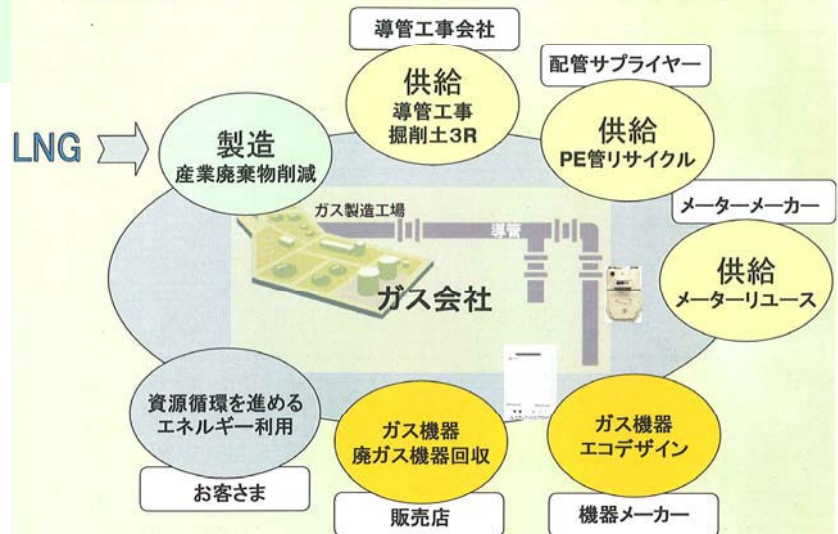 導管工事会社
供給
導管工事
掘削土3R
配管サプライヤー
供給
PE管リサイクル
LNG
製造
産業廃棄物削減
メーターメーカー
供給
メーターリユース
ガス製造工場
導管
ガス会社
資源循環を進める
エネルギー利用
お客さま
ガス機器
廃ガス機器回収
販売店
ガス機器
エコデザイン
機器メーカー